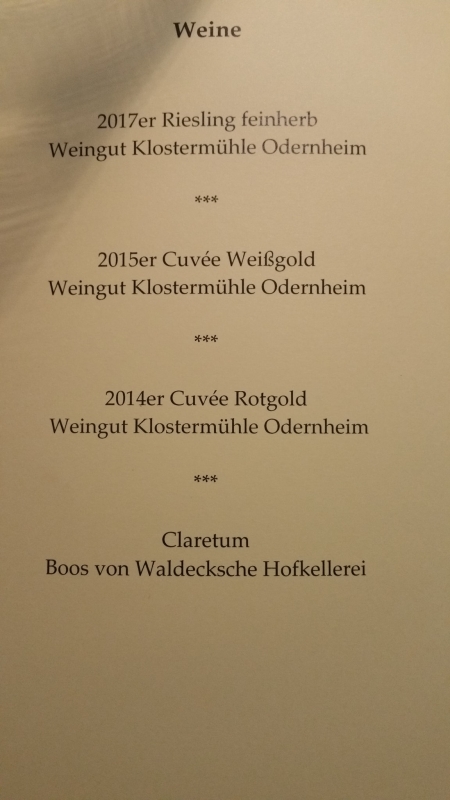 Weine
2017er Riesling feinherb
Weingut Klostermühle Odernheim
***
2015er Cuvée Weißgold
Weingut Klostermühle Odernheim
***
2014er Cuvée Rotgold
Weingut Klostermühle Odernheim
***
Claretum
Boos von Waldecksche Hofkellerei